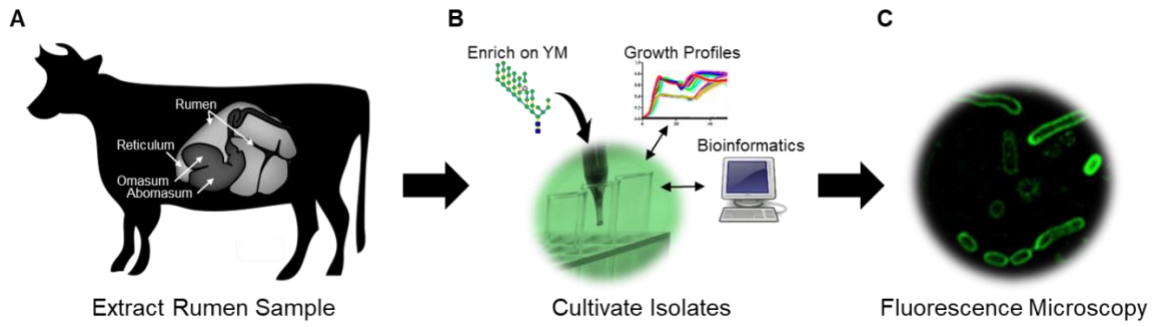 A
Rumen
Reticulum
Omasum
Abomasum
Extract Rumen Sample
B
Enrich on YM
Growth Profiles
Bioinformatics
Cultivate Isolates
C
Fluorescence Microscopy